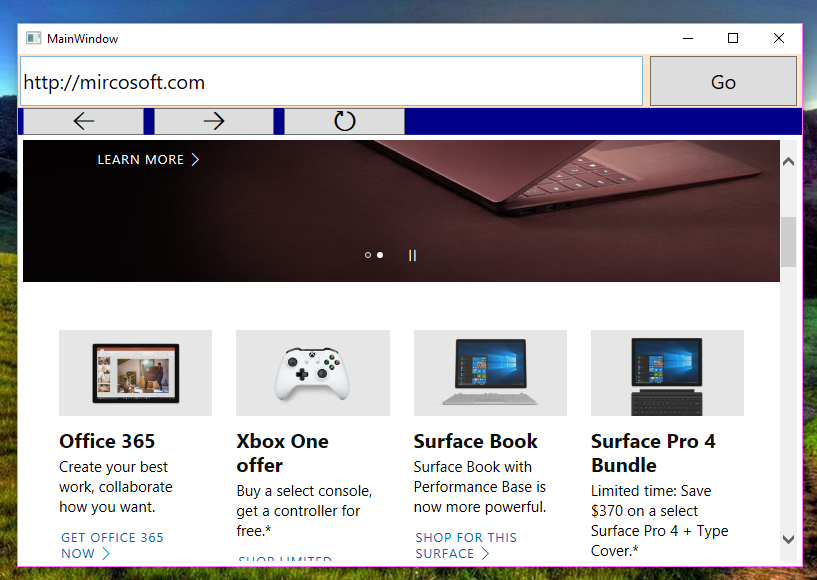 MainWindow
http://mircosoft.com
Go
LEARN MORE
Office 365
Create your best
work, collaborate
how you want.
GET OFFICE 365
NOW
Xbox One
offer
Buy a select console,
get a controller for
free.*
SHOP LIMITED
Surface Book
Surface Book with
Performance Base is
now more powerful.
SHOP FOR THIS
SURFACE
Surface Pro 4
Bundle
Limited time: Save
$370 on a select
Surface Pro 4 + Type
Cover.*